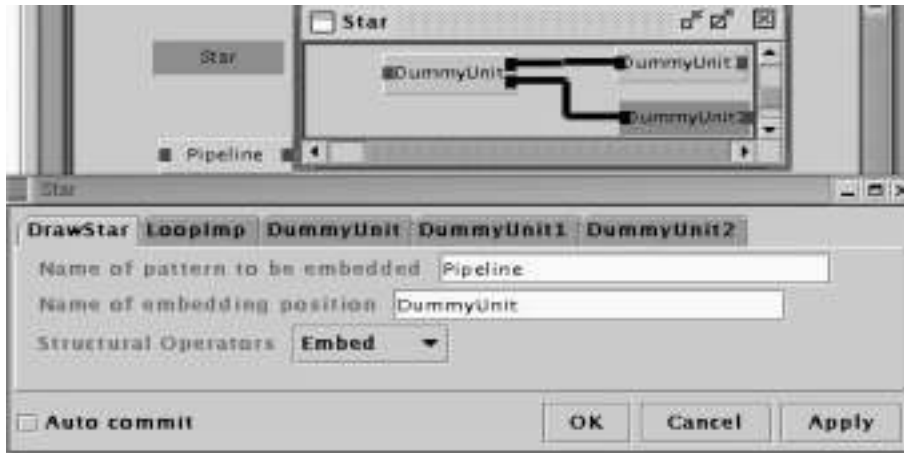 Star
Star
DummyUnit
DummyUnit
DummyUnit
Pipeline
Star
DrawStar LoopImp DummyUnit DummyUnit1 DummyUnit2
Name of pattern to be embedded Pipeline
Name of embedding position DummyUnit
Structural Operators Embed
Auto commit OK Cancel Apply